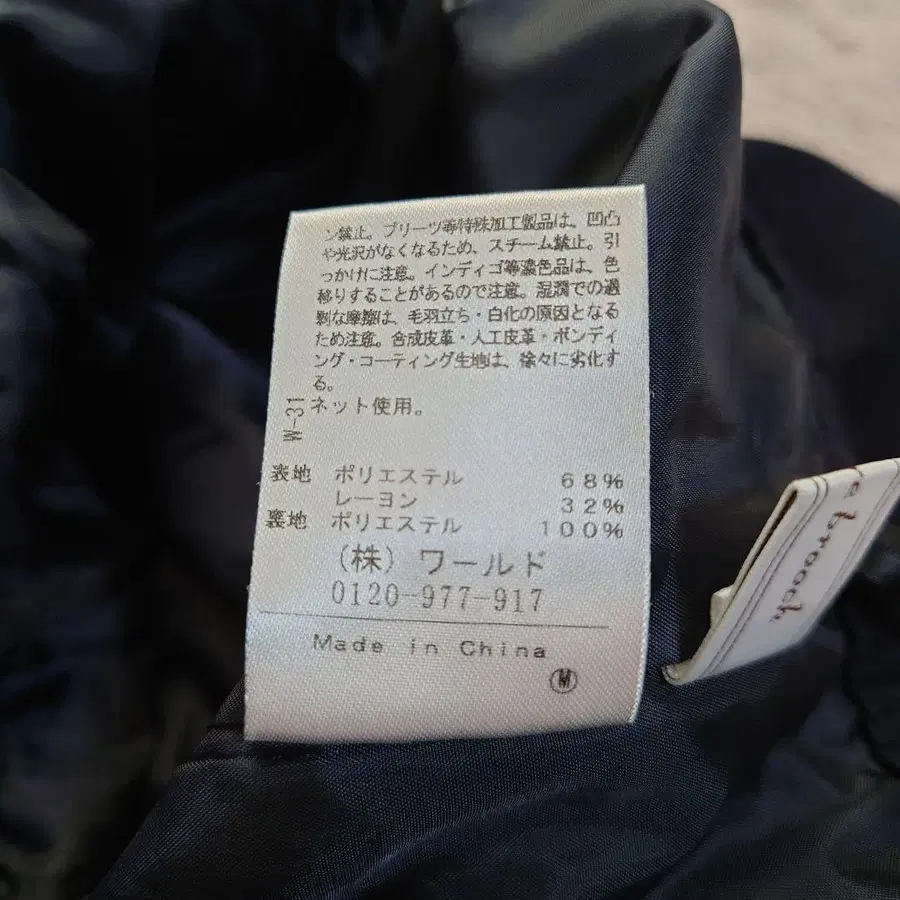 ン禁止。プリーツ等特殊加工製品は、凹凸
や光沢がなくなるため、スチーム禁止。引
っかけに注意。インディゴ等濃色品は、色
移りすることがあるので注意。湿潤での過
剰な摩擦は、毛羽立ち・白化の原因となる
ため注意。合成皮革・人工皮革・ボンディ
ング・コーティング生地は、徐々に劣化す
る。
ネット使用。
W-31
表地 ポリエステル 68%
レーヨン 32%
裏地 ポリエステル 100%
(株) ワールド
0120-977-917
Made in China
M
e brooch